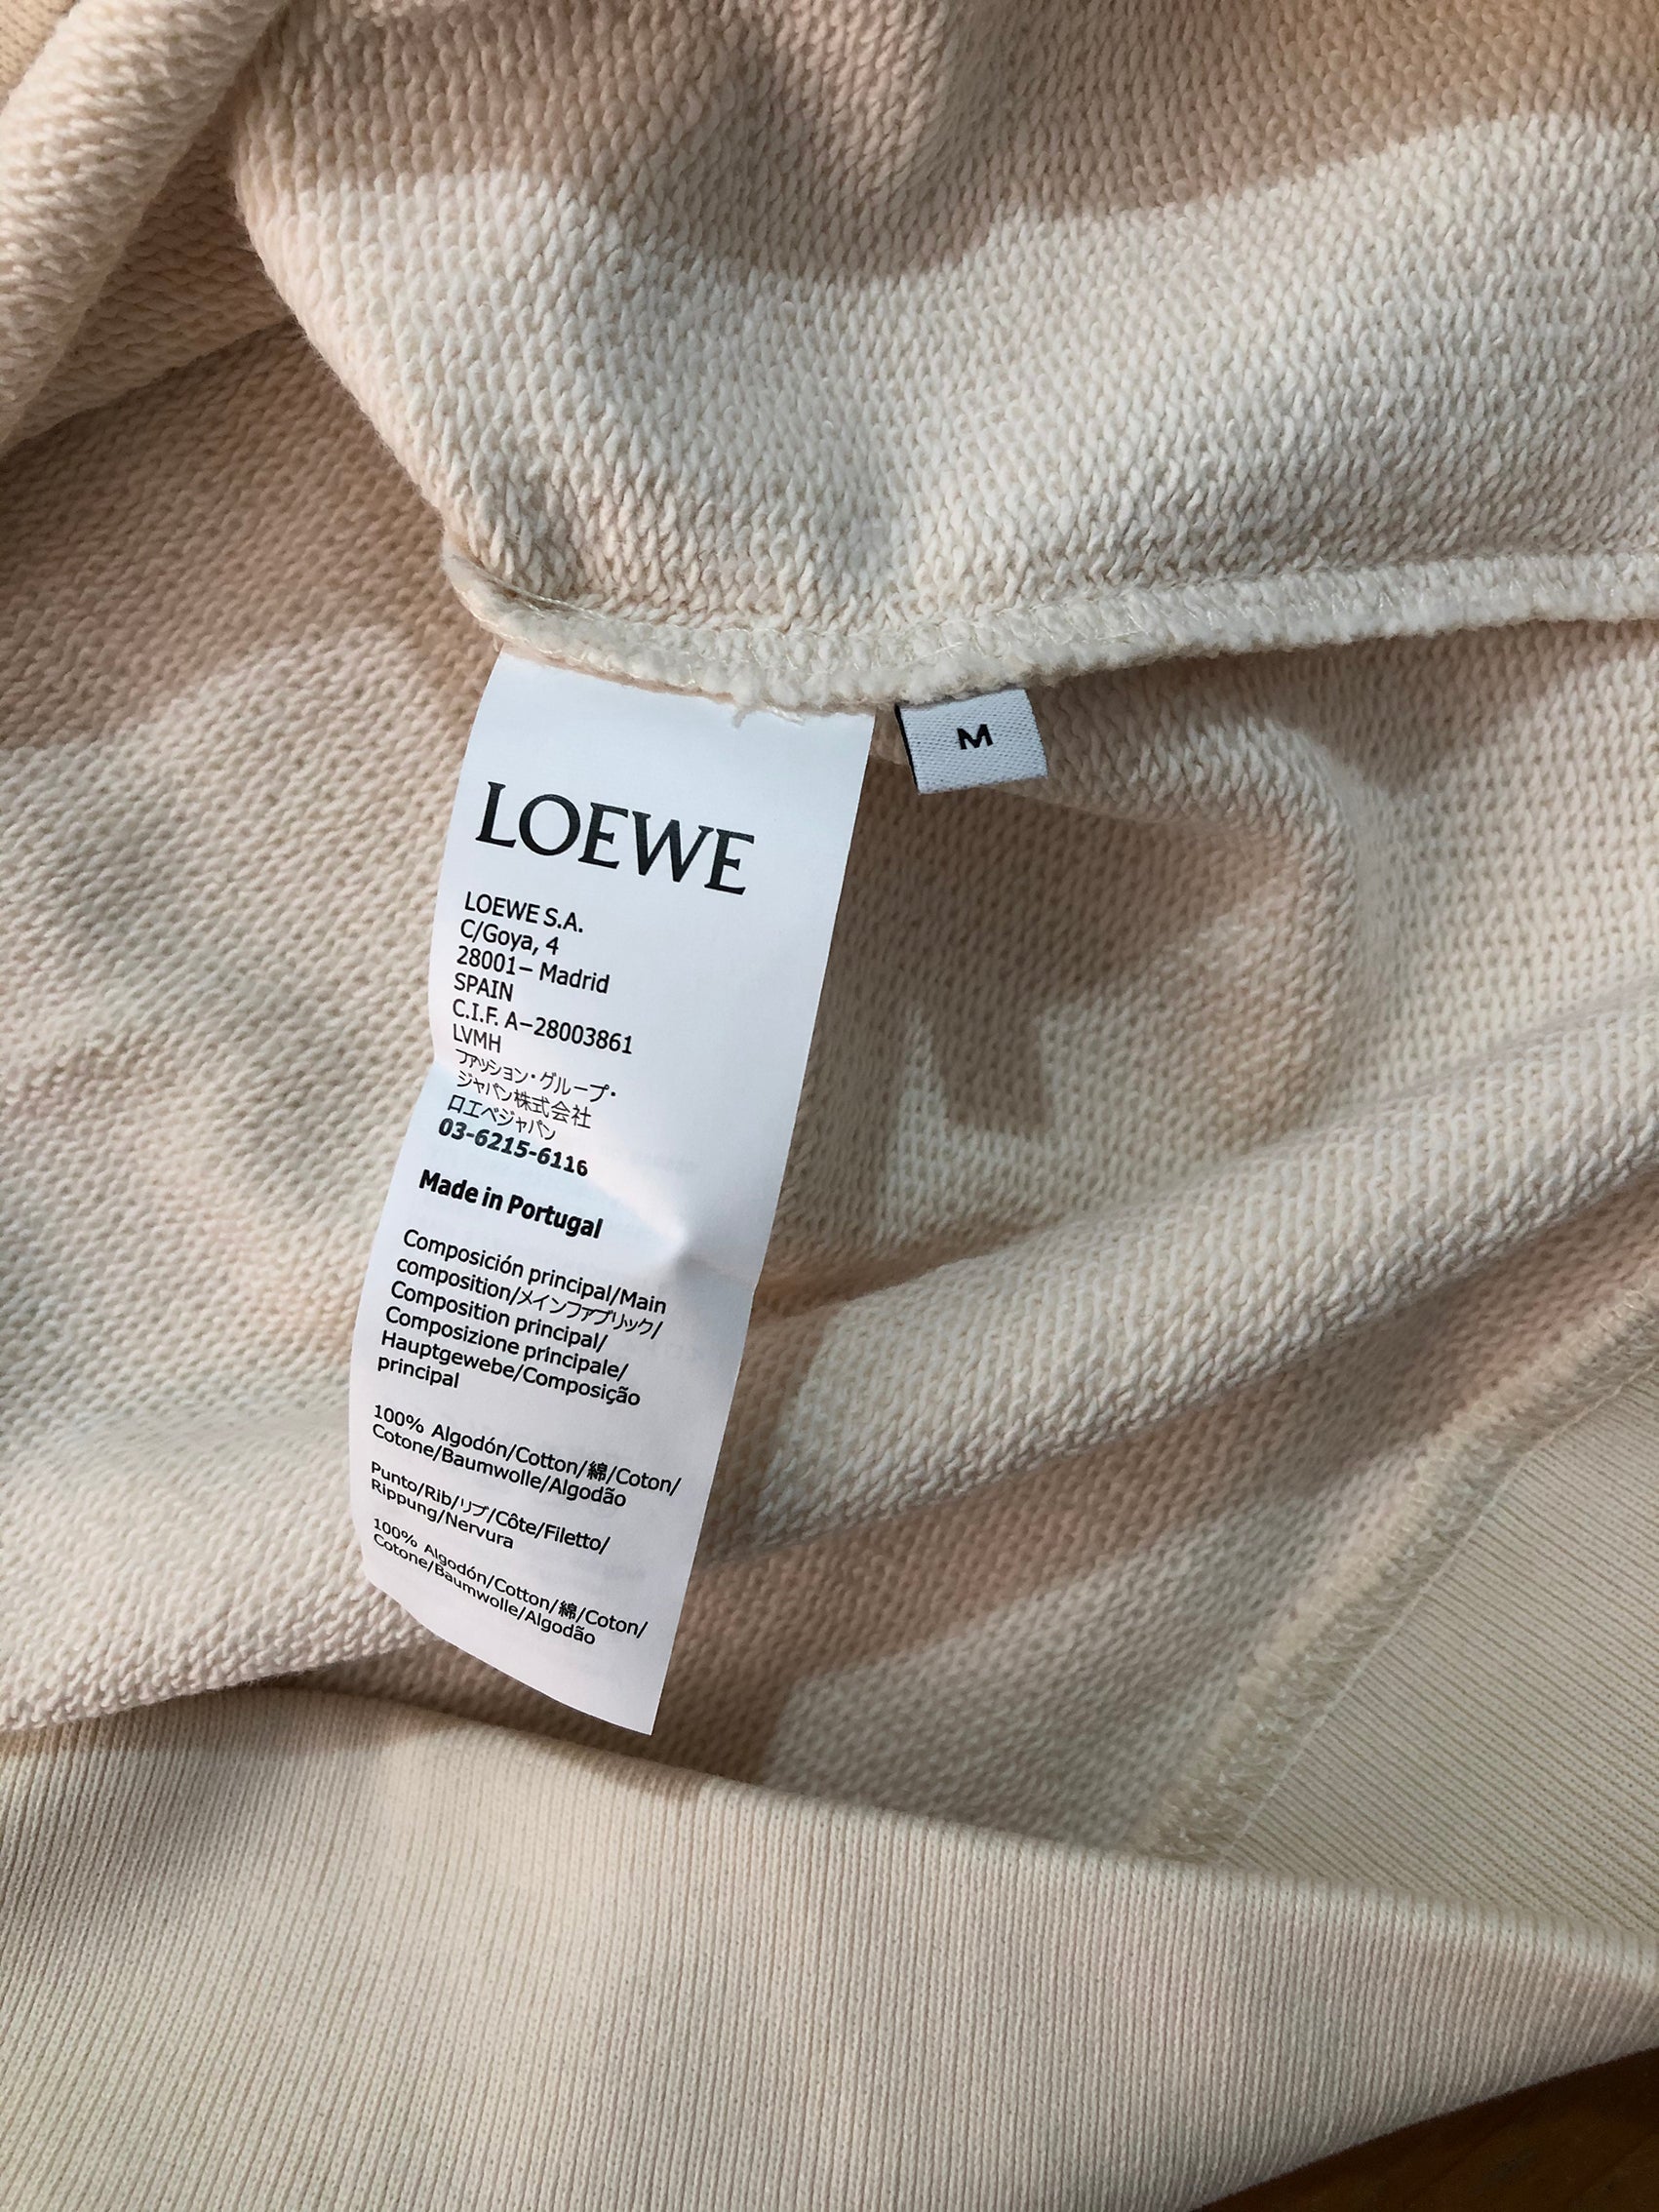 LOEWE
M
LOEWE S.A.
C/Goya, 4
28001– Madrid
SPAIN
C.I.F. A–28003861
LVMH
ファッション・グループ・
ジャパン株式会社
ロエベジャパン
03-6215-6116
Made in Portugal
Composición principal/Main
composition/メインファブリック/
Composition principal/
Composizione principale/
Hauptgewebe/Composição
principal
100% Algodón/Cotton/綿/Coton/
Cotone/Baumwolle/Algodão
Punto/Rib/リブ/Côte/Filetto/
Rippung/Nervura
100% Algodón/Cotton/綿/Coton/
Cotone/Baumwolle/Algodão